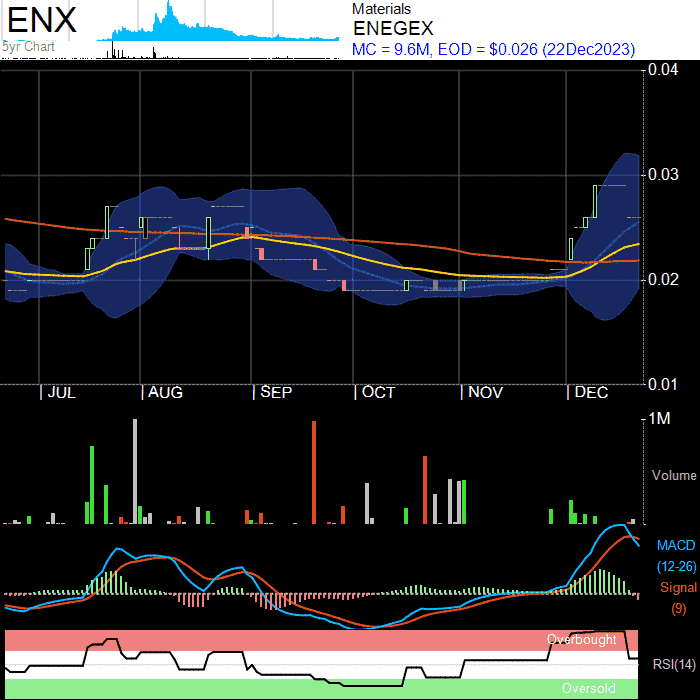 ENX
5yr Chart
Materials
ENEGEX
MC = 9.6M, EOD = $0.026 (22Dec2023)
0.04
0.03
0.02
0.01
JUL AUG SEP OCT NOV DEC
1M
Volume
MACD
(12-26)
Signal
(9)
Overbought
RSI(14)
Oversold